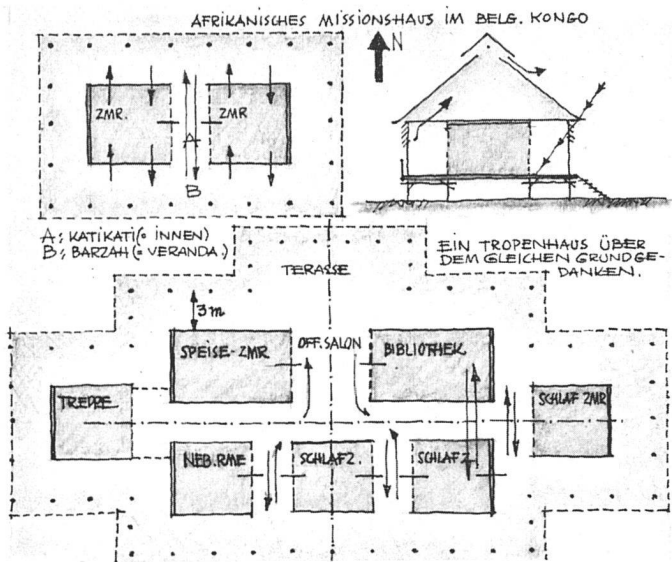 AFRIKANISCHES MISSIONSHAUS IM BELG. KONGO
N
ZMR.
ZMR
A
B
A; KATIKATI(= INNEN)
B; BARZAH(= VERANDA.)
EIN TROPENHAUS ÜBER
DEM GLEICHEN GRUNDGE-
DANKEN.
TERASSE
3m
SPEISE-ZMR
OFF. SALON
BIBLIOTHEK
TREPPE
SCHLAF ZMR
NEB.RME
SCHLAFZ.
SCHLAFZ.